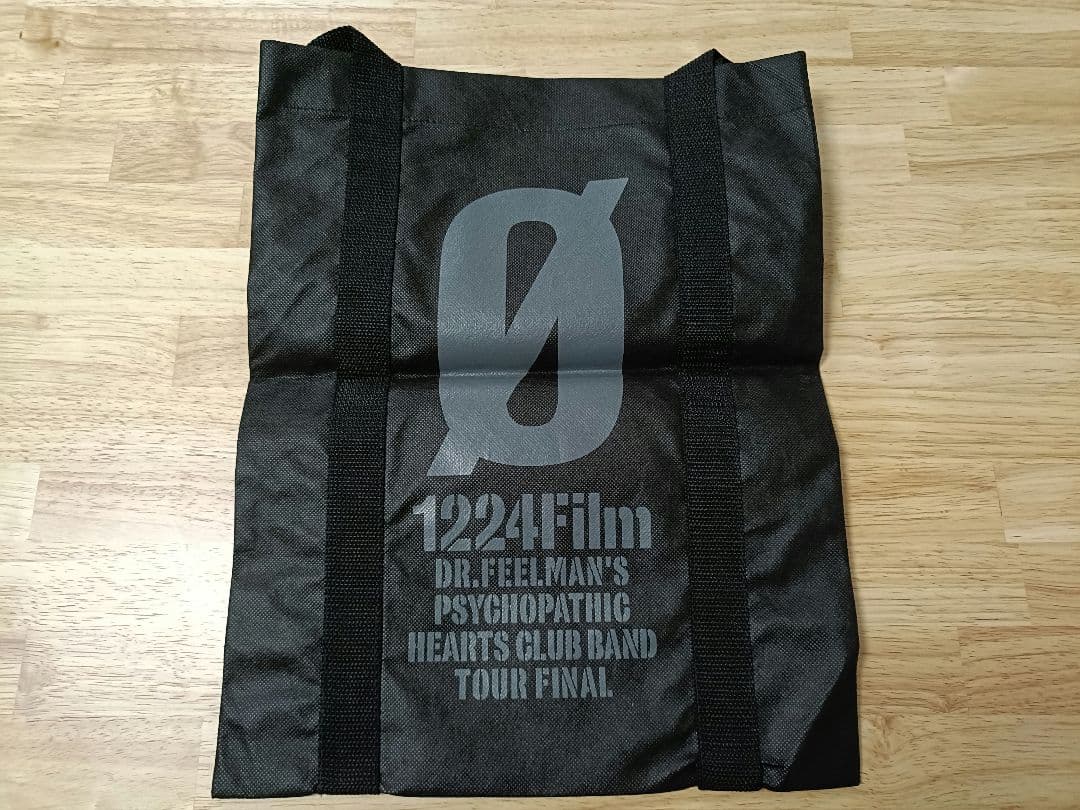 Ø
1224Film
DR.FEELMAN'S
PSYCHOPATHIC
HEARTS CLUB BAND
TOUR FINAL